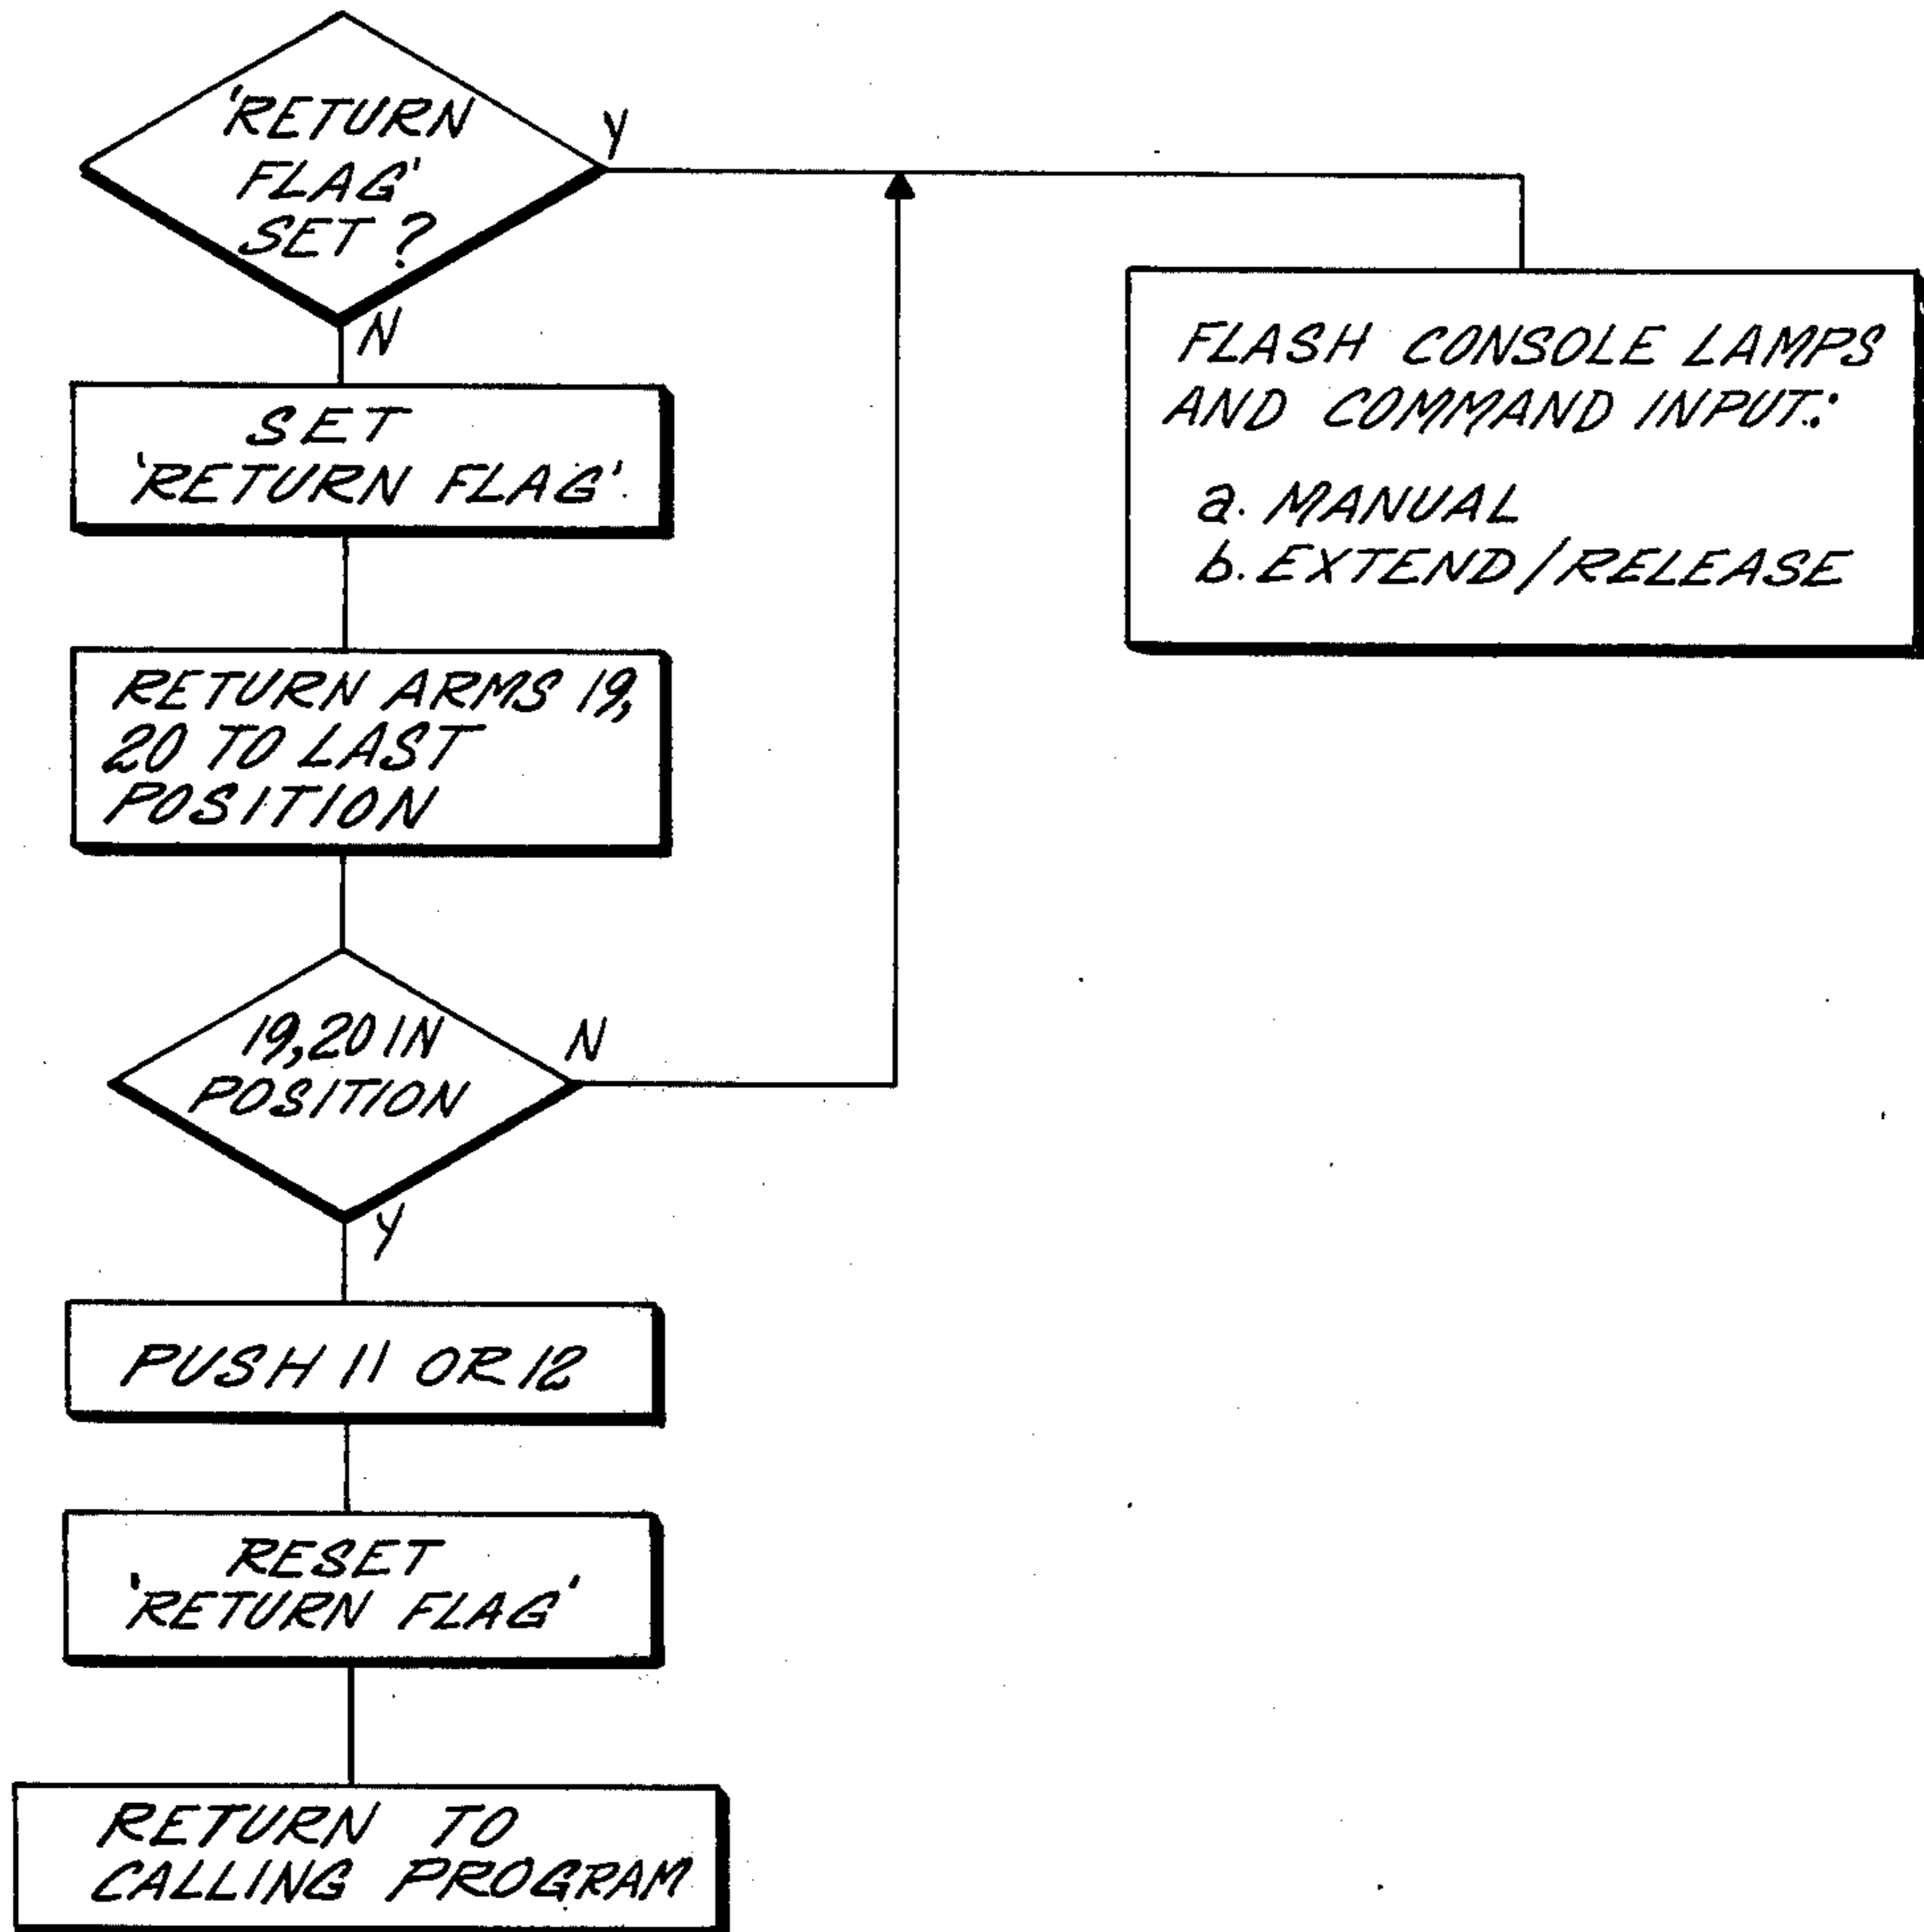 'RETURN
FLAG'
SET ?
Y
N
SET
'RETURN FLAG'.
RETURN ARMS 19,
20 TO LAST
POSITION
19,20 IN
POSITION
N
Y
PUSH 11 OR 12
RESET
'RETURN FLAG'
RETURN TO
CALLING PROGRAM
FLASH CONSOLE LAMPS
AND COMMAND INPUT:
a. MANUAL
b. EXTEND/RELEASE